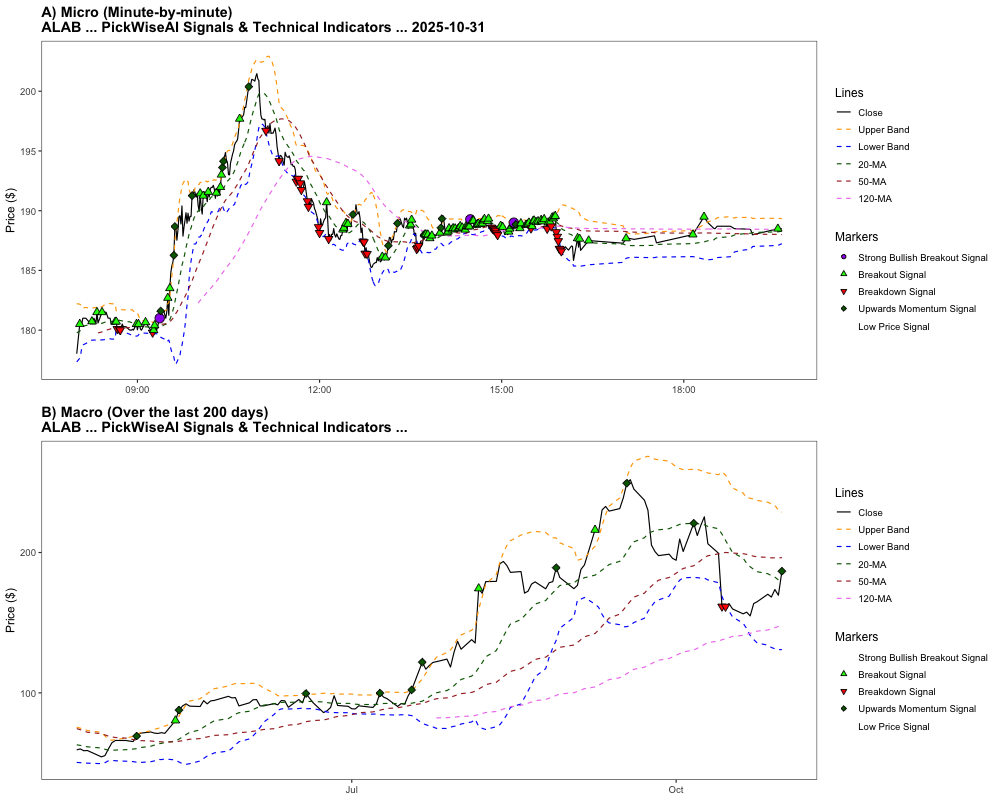 A) Micro (Minute-by-minute)
ALAB ... PickWiseAI Signals & Technical Indicators ... 2025-10-31
Price ($)
200
195
190
185
180
09:00
12:00
15:00
18:00
Lines
Close
Upper Band
Lower Band
20-MA
50-MA
120-MA
Markers
Strong Bullish Breakout Signal
Breakout Signal
Breakdown Signal
Upwards Momentum Signal
Low Price Signal
B) Macro (Over the last 200 days)
ALAB ... PickWiseAI Signals & Technical Indicators ...
Price ($)
200
100
Jul
Oct
Lines
Close
Upper Band
Lower Band
20-MA
50-MA
120-MA
Markers
Strong Bullish Breakout Signal
Breakout Signal
Breakdown Signal
Upwards Momentum Signal
Low Price Signal